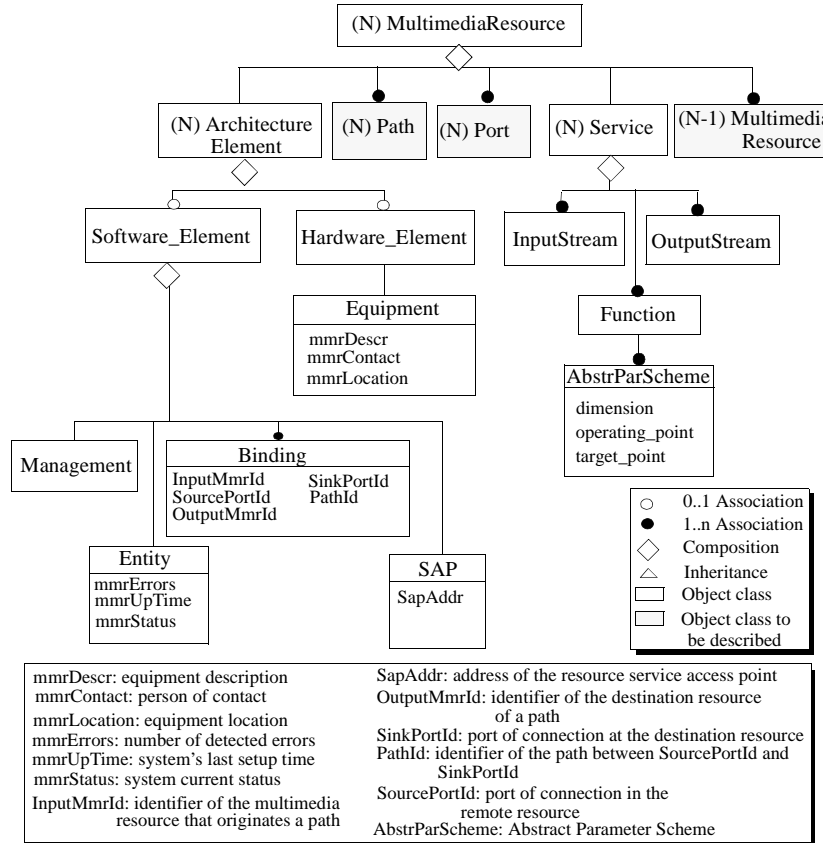 (N) MultimediaResource
(N) Architecture
Element
(N) Path
(N) Port
(N) Service
(N-1) Multimedia
Resource
Software_Element
Hardware_Element
InputStream
OutputStream
Equipment
mmrDescr
mmrContact
mmrLocation
Function
AbstrParScheme
dimension
operating_point
target_point
Management
Binding
InputMmrId
SourcePortId
OutputMmrId
SinkPortId
PathId
Entity
mmrErrors
mmrUpTime
mmrStatus
SAP
SapAddr
0..1 Association
1..n Association
Composition
Inheritance
Object class
Object class to
be described
mmrDescr: equipment description
mmrContact: person of contact
mmrLocation: equipment location
mmrErrors: number of detected errors
mmrUpTime: system's last setup time
mmrStatus: system current status
InputMmrId: identifier of the multimedia
resource that originates a path
SapAddr: address of the resource service access point
OutputMmrId: identifier of the destination resource
of a path
SinkPortId: port of connection at the destination resource
PathId: identifier of the path between SourcePortId and
SinkPortId
SourcePortId: port of connection in the
remote resource
AbstrParScheme: Abstract Parameter Scheme